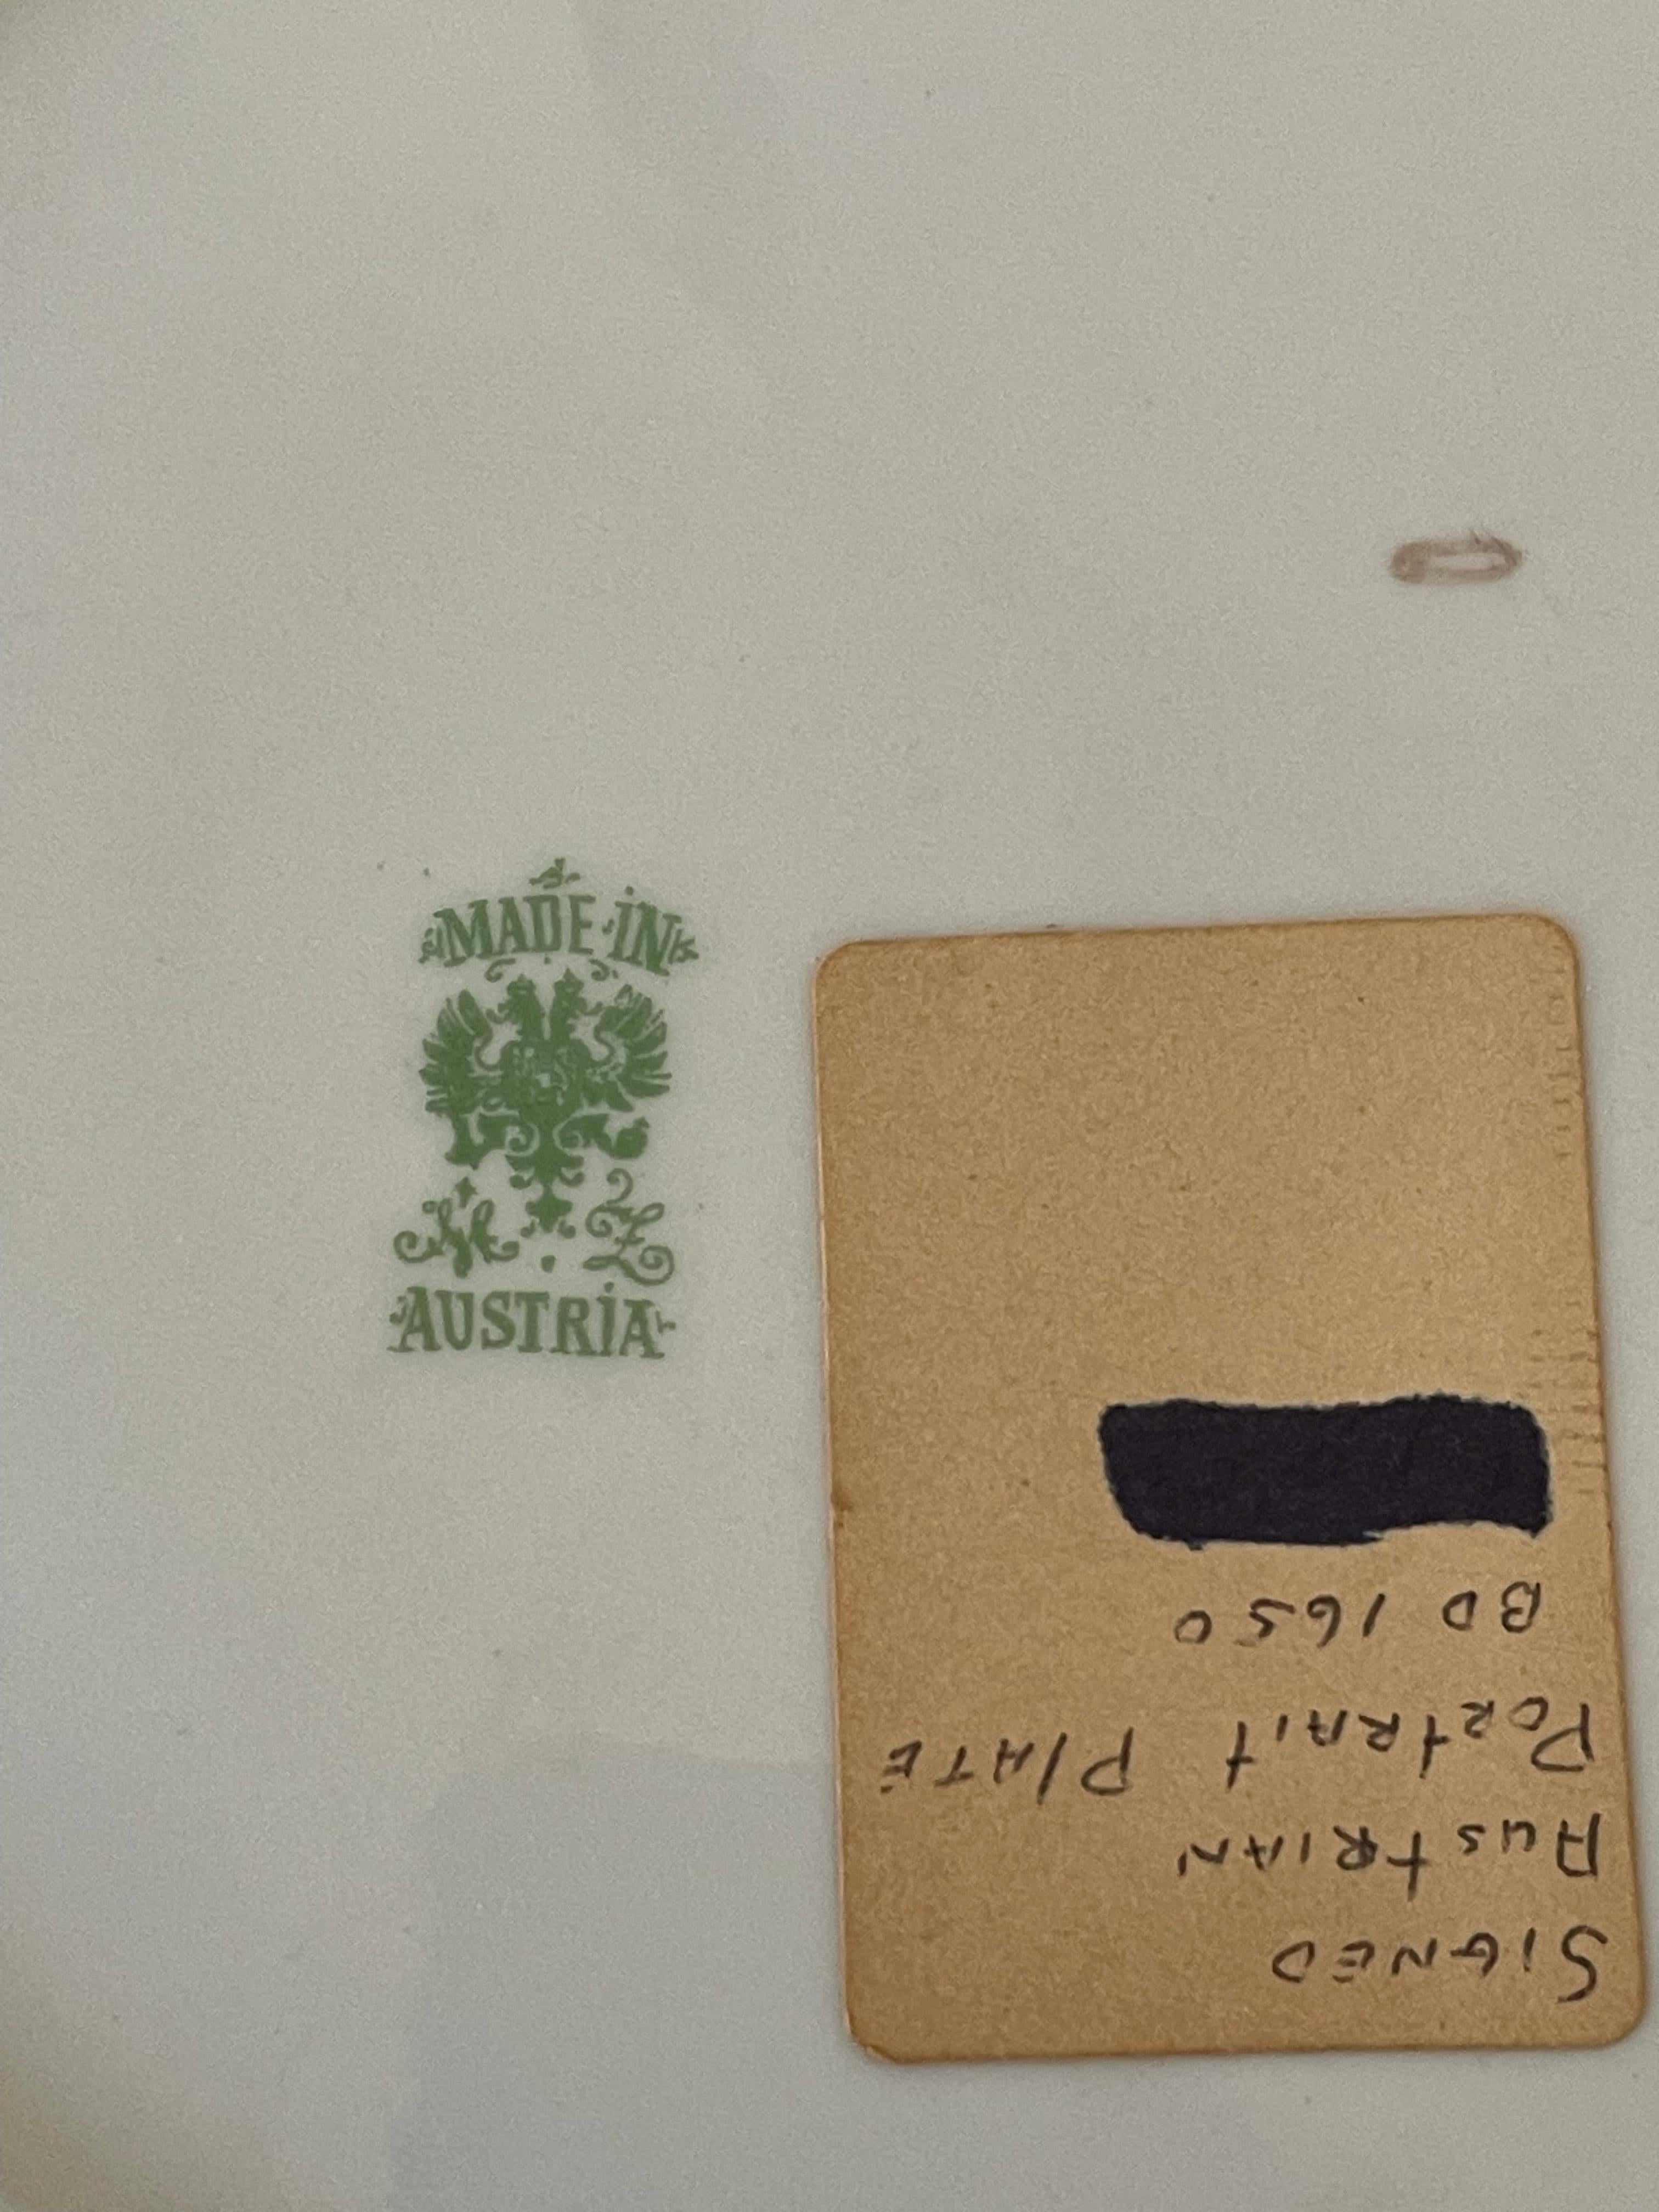 MADE IN
M Z
AUSTRIA
SIGNED
AUSTRIAN
PORtRAit PlATE
BD 1650